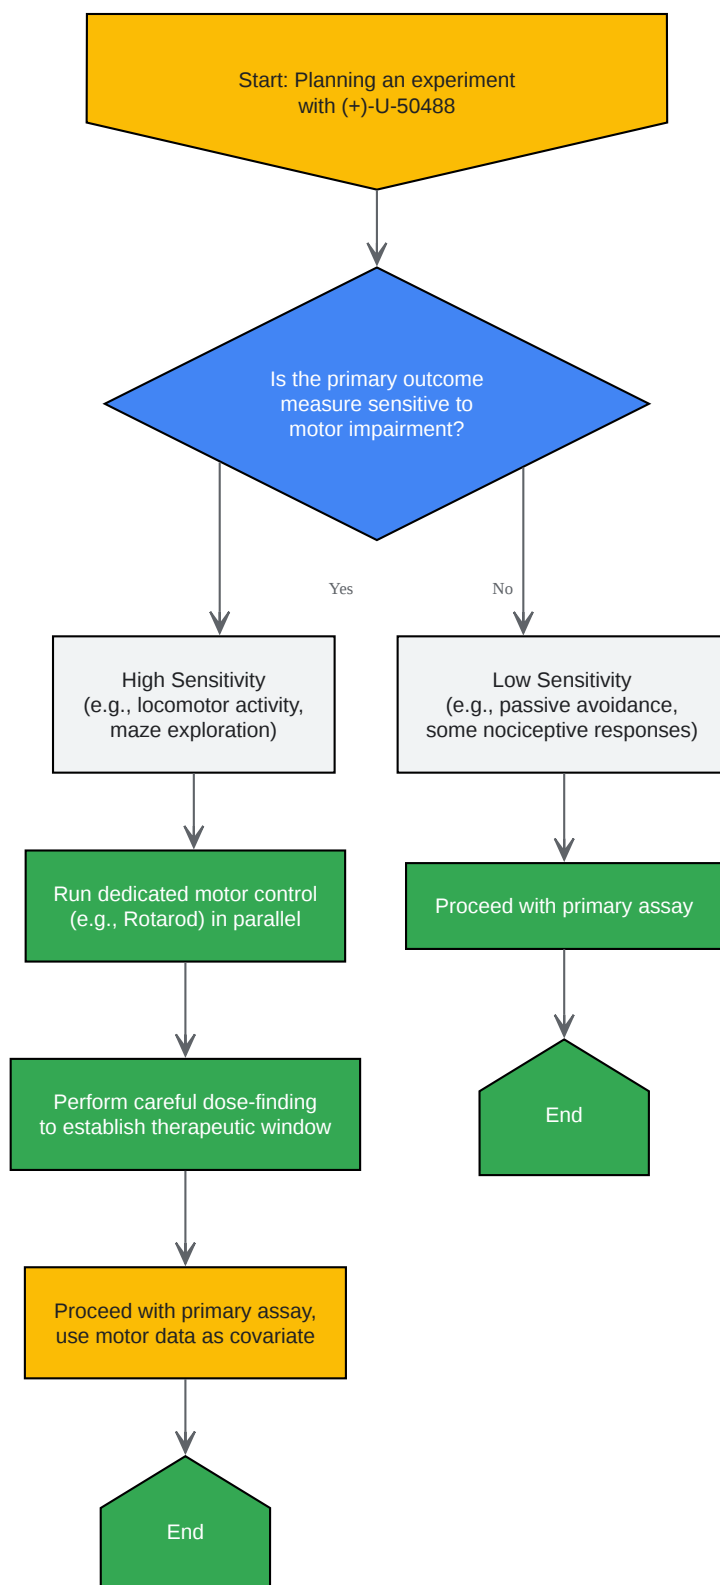 Start: Planning an experiment
with (+)-U-50488
Is the primary outcome
measure sensitive to
motor impairment?
Yes
No
High Sensitivity
(e.g., locomotor activity,
maze exploration)
Low Sensitivity
(e.g., passive avoidance,
some nociceptive responses)
Run dedicated motor control
(e.g., Rotarod) in parallel
Proceed with primary assay
Perform careful dose-finding
to establish therapeutic window
End
Proceed with primary assay,
use motor data as covariate
End